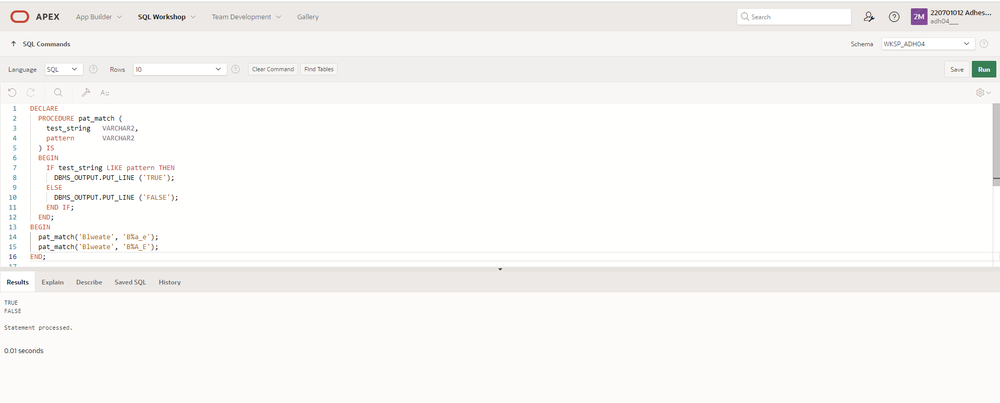 APEX App Builder SQL Workshop Team Development Gallery Search 2M 220701012 Adhes...
adh04___
SQL Commands Schema WKSP_ADH04
Language SQL Rows 10 Clear Command Find Tables Save Run
1 DECLARE
2 PROCEDURE pat_match (
3 test_string VARCHAR2,
4 pattern VARCHAR2
5 ) IS
6 BEGIN
7 IF test_string LIKE pattern THEN
8 DBMS_OUTPUT.PUT_LINE ('TRUE');
9 ELSE
10 DBMS_OUTPUT.PUT_LINE ('FALSE');
11 END IF;
12 END;
13 BEGIN
14 pat_match('Blweate', 'B%a_e');
15 pat_match('Blweate', 'B%A_E');
16 END;
17
Results Explain Describe Saved SQL History
TRUE
FALSE
Statement processed.
0.01 seconds